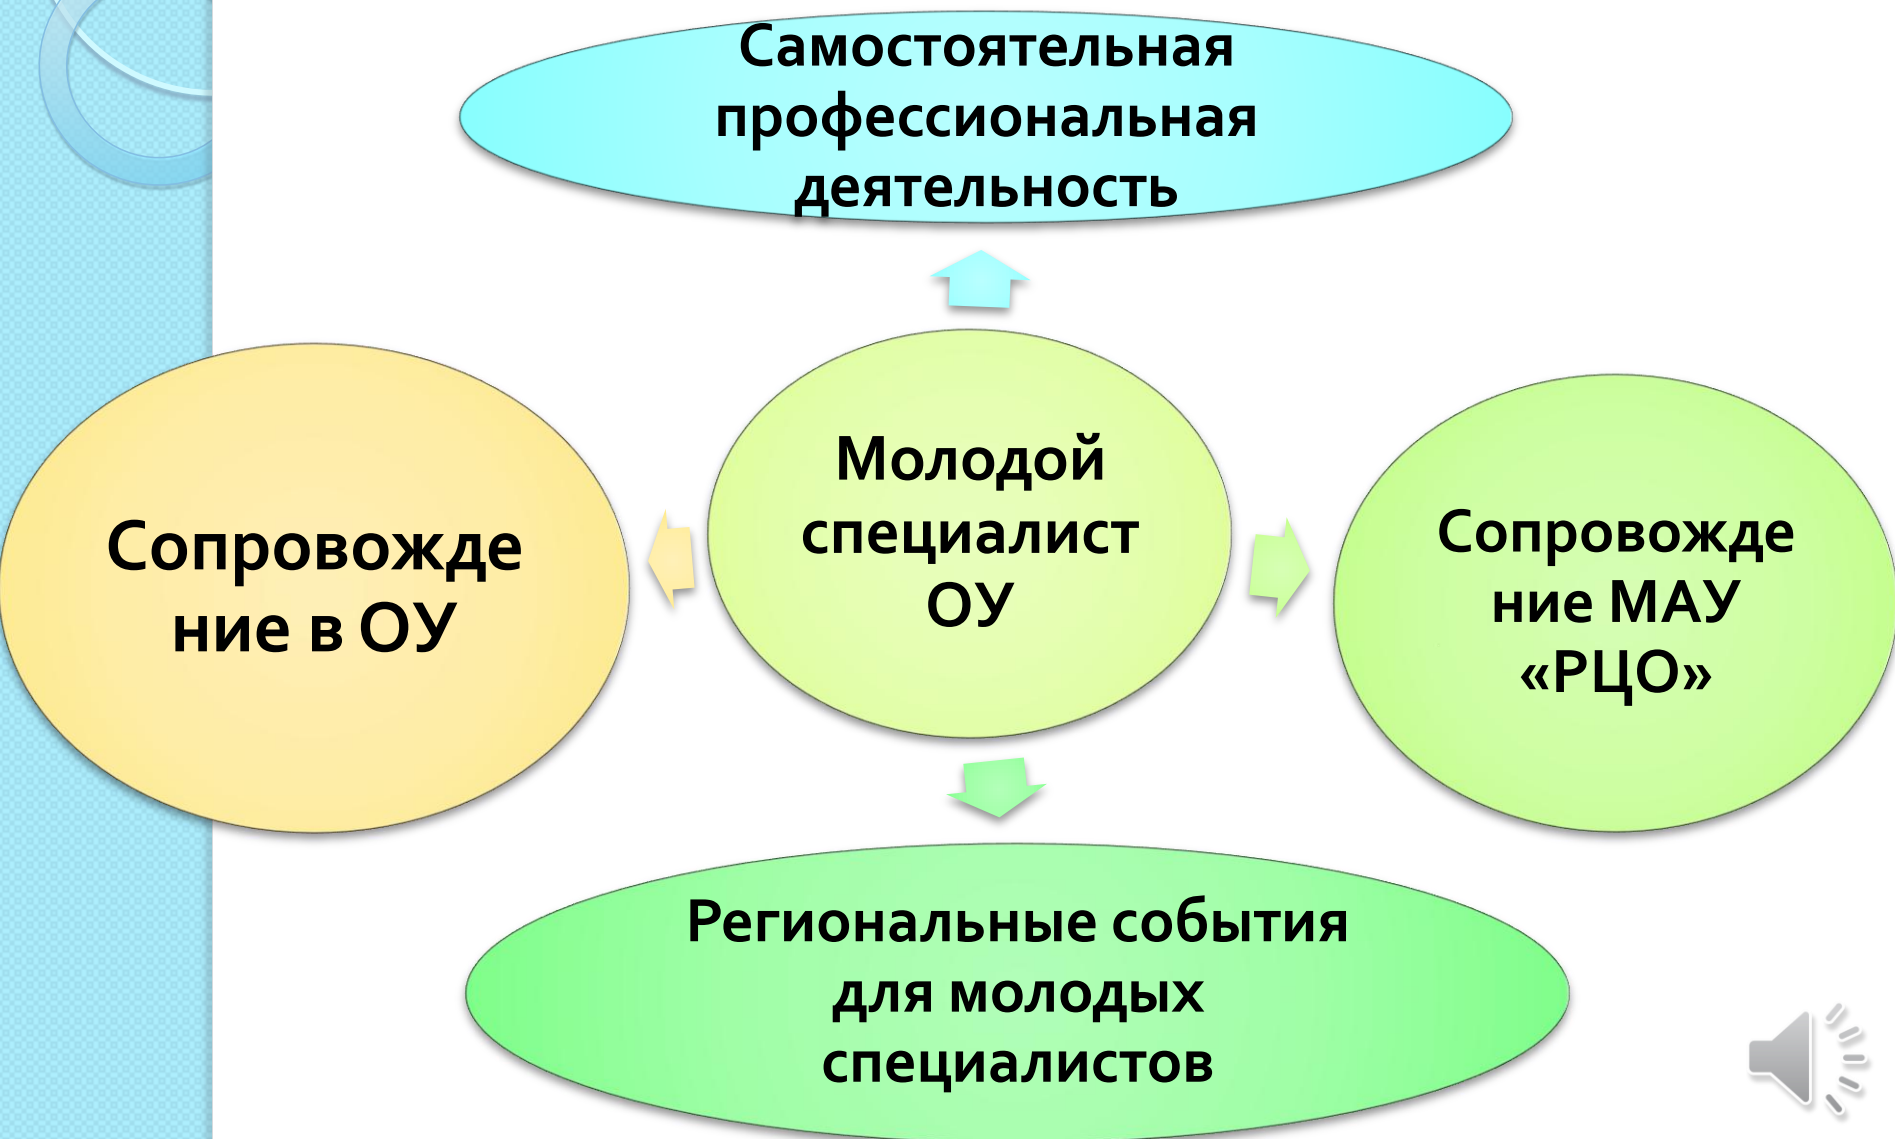 Самостоятельная
профессиональная
деятельность
Сопровожде
ние в ОУ
Молодой
специалист
ОУ
Сопровожде
ние МАУ
«РЦО»
Региональные события
для молодых
специалистов